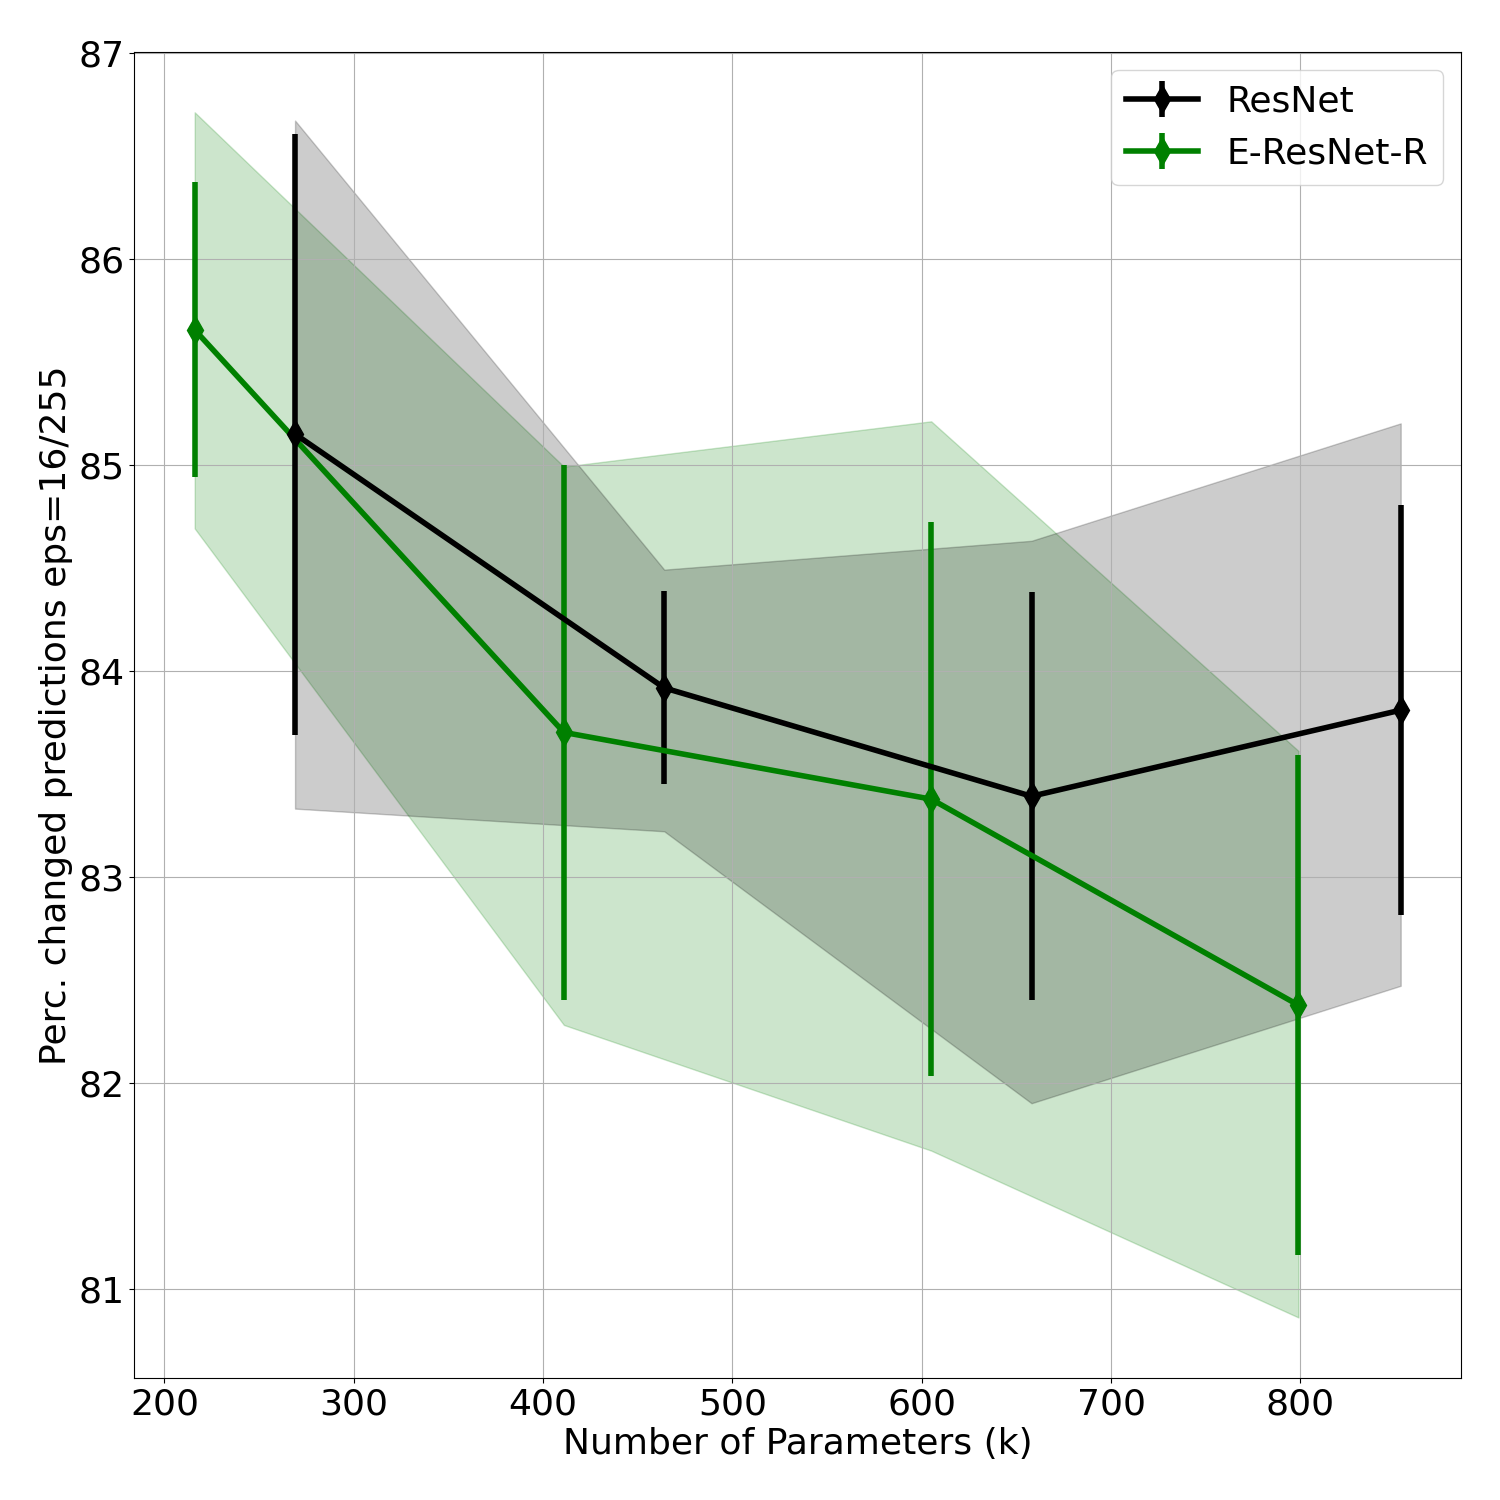 87
86
85
84
83
82
81
Perc. changed predictions eps=16/255
ResNet
E-ResNet-R
200 300 400 500 600 700 800
Number of Parameters (k)